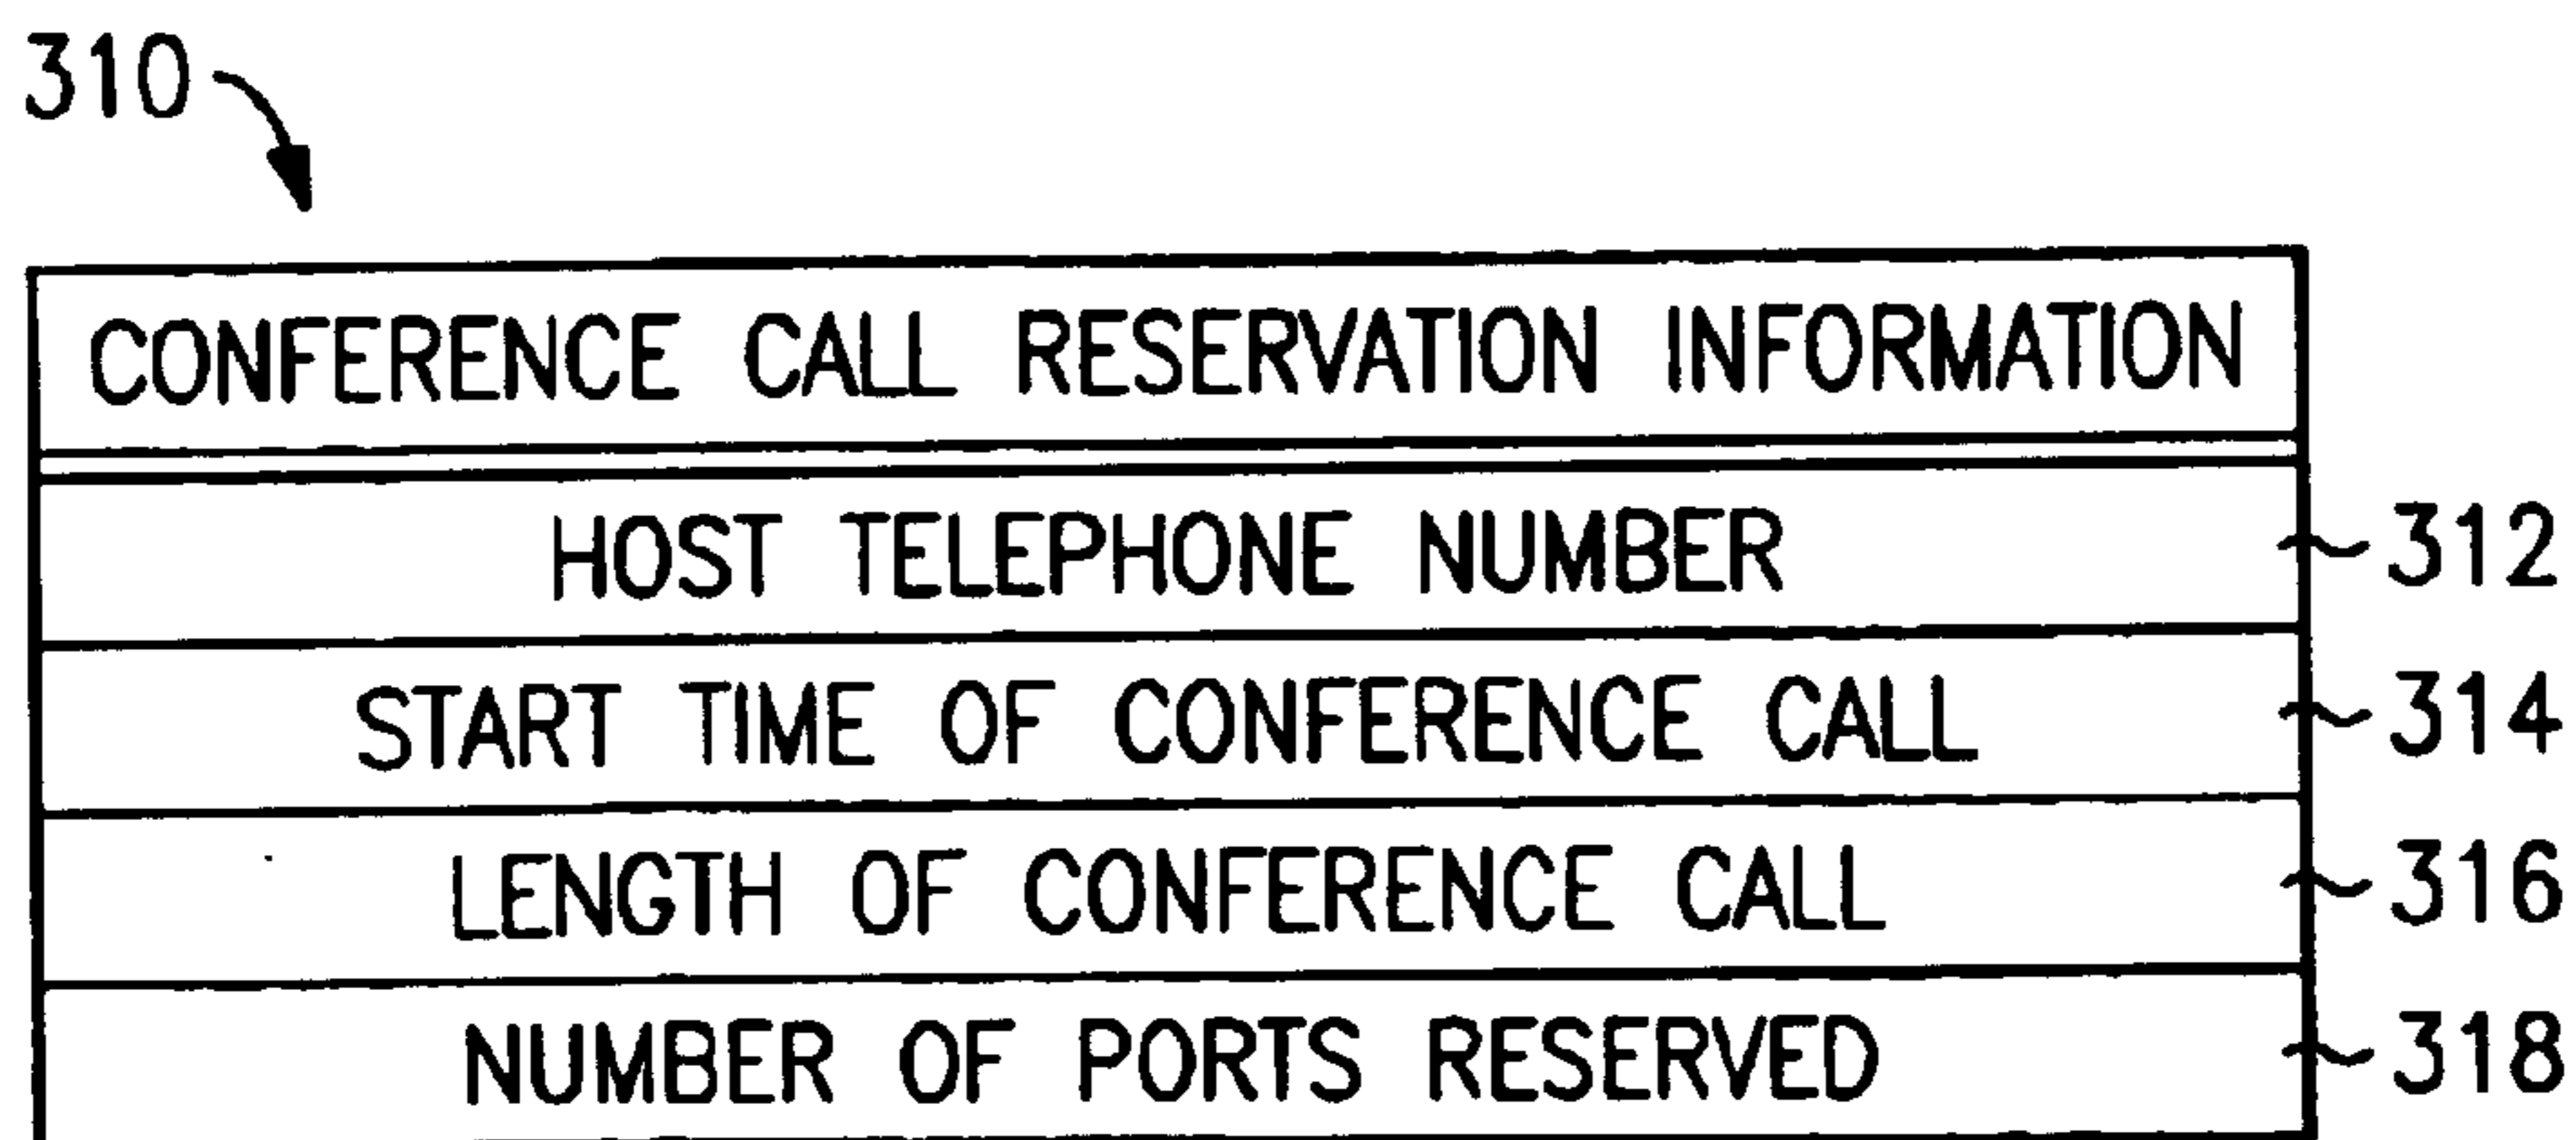 310
CONFERENCE CALL RESERVATION INFORMATION
HOST TELEPHONE NUMBER 312
START TIME OF CONFERENCE CALL 314
LENGTH OF CONFERENCE CALL 316
NUMBER OF PORTS RESERVED 318